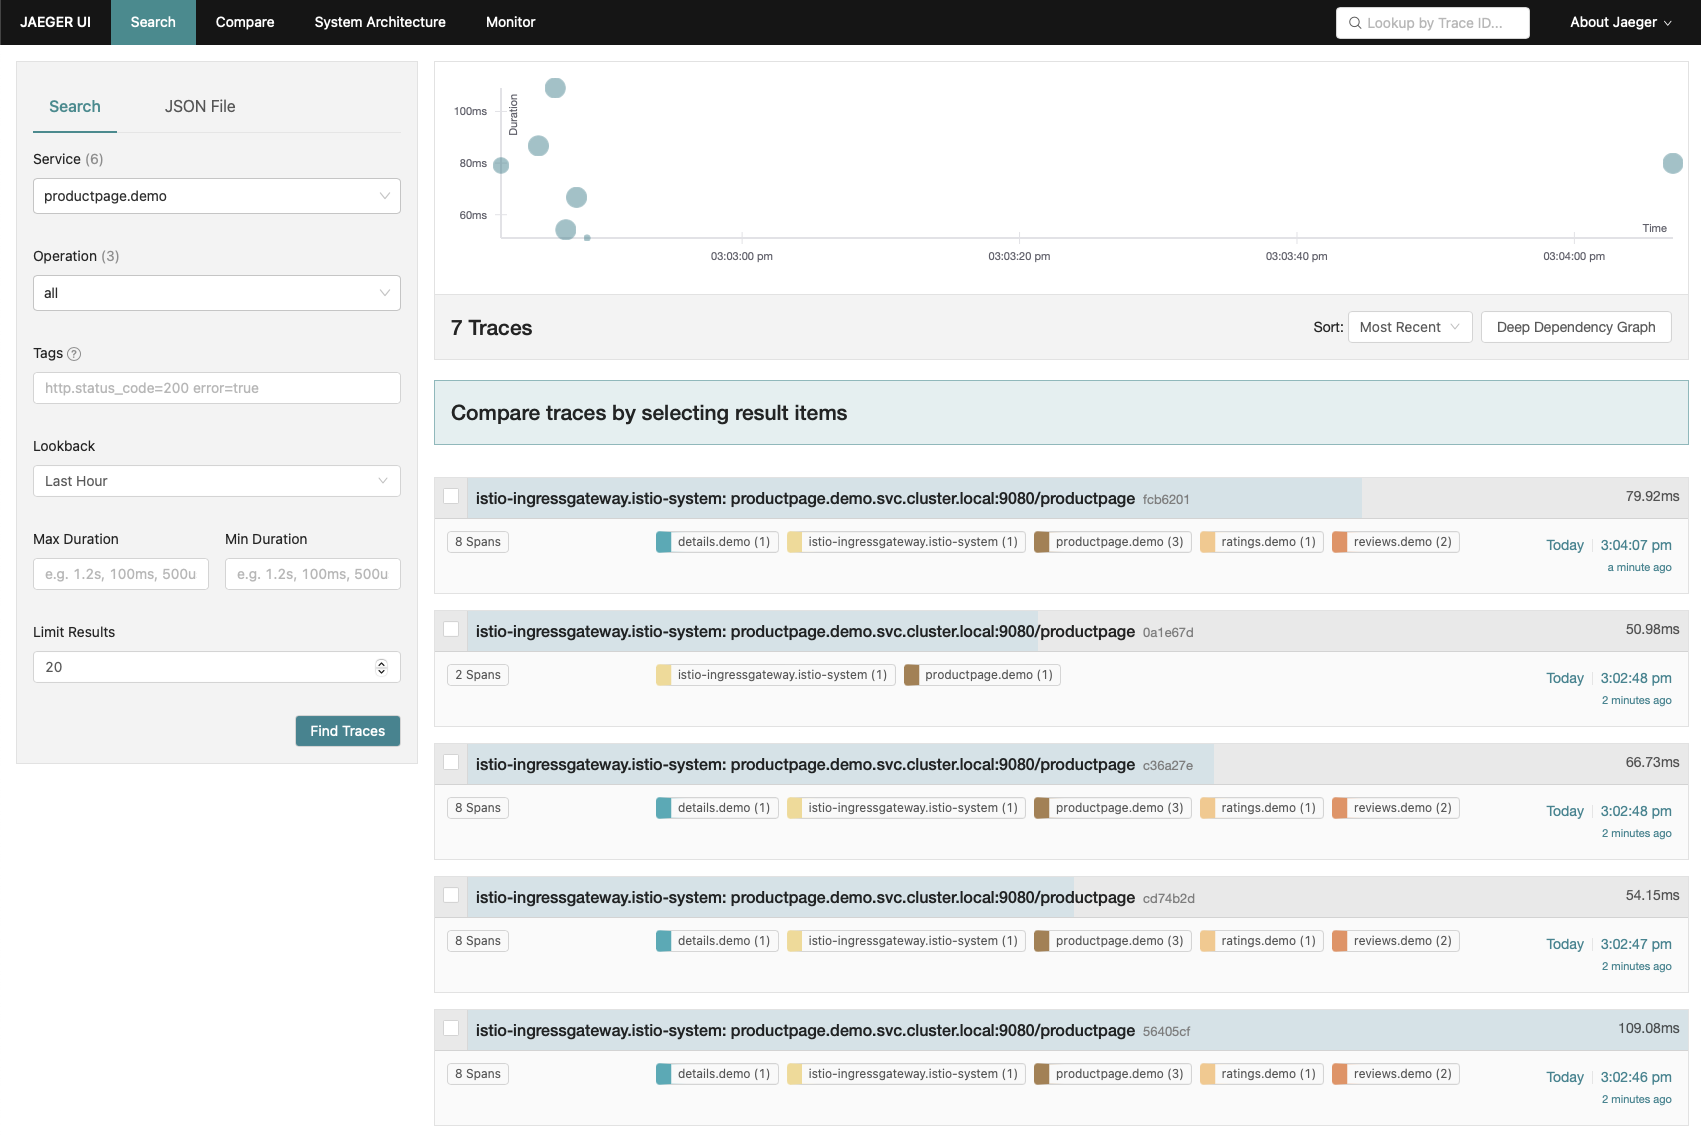 JAEGER UI Search Compare System Architecture Monitor Lookup by Trace ID... About Jaeger
Search JSON File
Service (6)
productpage.demo
Operation (3)
all
Tags ?
http.status_code=200 error=true
Lookback
Last Hour
Max Duration Min Duration
e.g. 1.2s, 100ms, 500u e.g. 1.2s, 100ms, 500u
Limit Results
20
Find Traces
Duration
100ms
80ms
60ms
Time
03:03:00 pm 03:03:20 pm 03:03:40 pm 03:04:00 pm
7 Traces Sort: Most Recent Deep Dependency Graph
Compare traces by selecting result items
istio-ingressgateway.istio-system: productpage.demo.svc.cluster.local:9080/productpage fcb6201 79.92ms
8 Spans details.demo (1) istio-ingressgateway.istio-system (1) productpage.demo (3) ratings.demo (1) reviews.demo (2) Today 3:04:07 pm
a minute ago
istio-ingressgateway.istio-system: productpage.demo.svc.cluster.local:9080/productpage 0a1e67d 50.98ms
2 Spans istio-ingressgateway.istio-system (1) productpage.demo (1) Today 3:02:48 pm
2 minutes ago
istio-ingressgateway.istio-system: productpage.demo.svc.cluster.local:9080/productpage c36a27e 66.73ms
8 Spans details.demo (1) istio-ingressgateway.istio-system (1) productpage.demo (3) ratings.demo (1) reviews.demo (2) Today 3:02:48 pm
2 minutes ago
istio-ingressgateway.istio-system: productpage.demo.svc.cluster.local:9080/productpage cd74b2d 54.15ms
8 Spans details.demo (1) istio-ingressgateway.istio-system (1) productpage.demo (3) ratings.demo (1) reviews.demo (2) Today 3:02:47 pm
2 minutes ago
istio-ingressgateway.istio-system: productpage.demo.svc.cluster.local:9080/productpage 56405cf 109.08ms
8 Spans details.demo (1) istio-ingressgateway.istio-system (1) productpage.demo (3) ratings.demo (1) reviews.demo (2) Today 3:02:46 pm
2 minutes ago